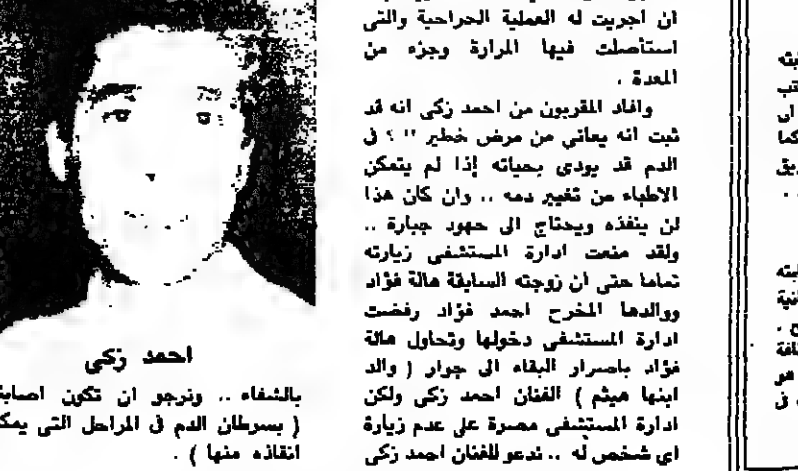 ان اجريت له العملية الجراحية والتى
استأصلت فيها المرارة وجزء من
المعدة .
وافاد المقربون من احمد زكى انه قد
ثبت انه يعانى من مرض خطير !! ؟ فى
الدم قد يودى بحياته إذا لم يتمكن
الاطباء من تغيير دمه .. وان كان هذا
لن ينفذه ويحتاج الى جهود جبارة ..
ولقد منعت ادارة المستشفى زيارته
تماما حتى ان زوجته السابقة هالة فؤاد
ووالدها المخرج احمد فؤاد رفضت
ادارة المستشفى دخولها وتحاول هالة
فؤاد باصرار البقاء الى جوار ( والد
ابنها هيثم ) الفنان احمد زكى ولكن
ادارة المستشفى مصرة على عدم زيارة
اي شخص له .. ندعو للفنان احمد زكى
احمد زكى
بالشفاء .. ونرجو ان تكون اصابة
( بسرطان الدم فى المراحل التى يمك
انقاذه منها ) .
اى
كما
هو